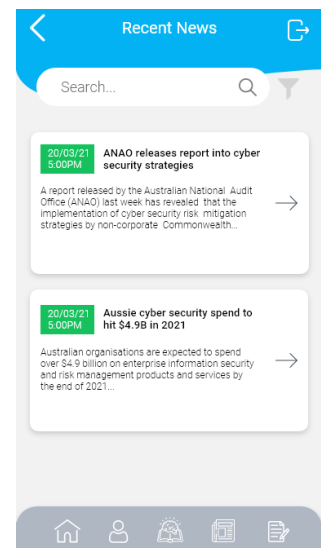 Recent News
Search...
20/03/21
5:00PM
ANAO releases report into cyber
security strategies
A report released by the Australian National Audit
Office (ANAO) last week has revealed that the
implementation of cyber security risk mitigation
strategies by non-corporate Commonwealth...
20/03/21
5:00PM
Aussie cyber security spend to
hit $4.9B in 2021
Australian organisations are expected to spend
over $4.9 billion on enterprise information security
and risk management products and services by
the end of 2021...